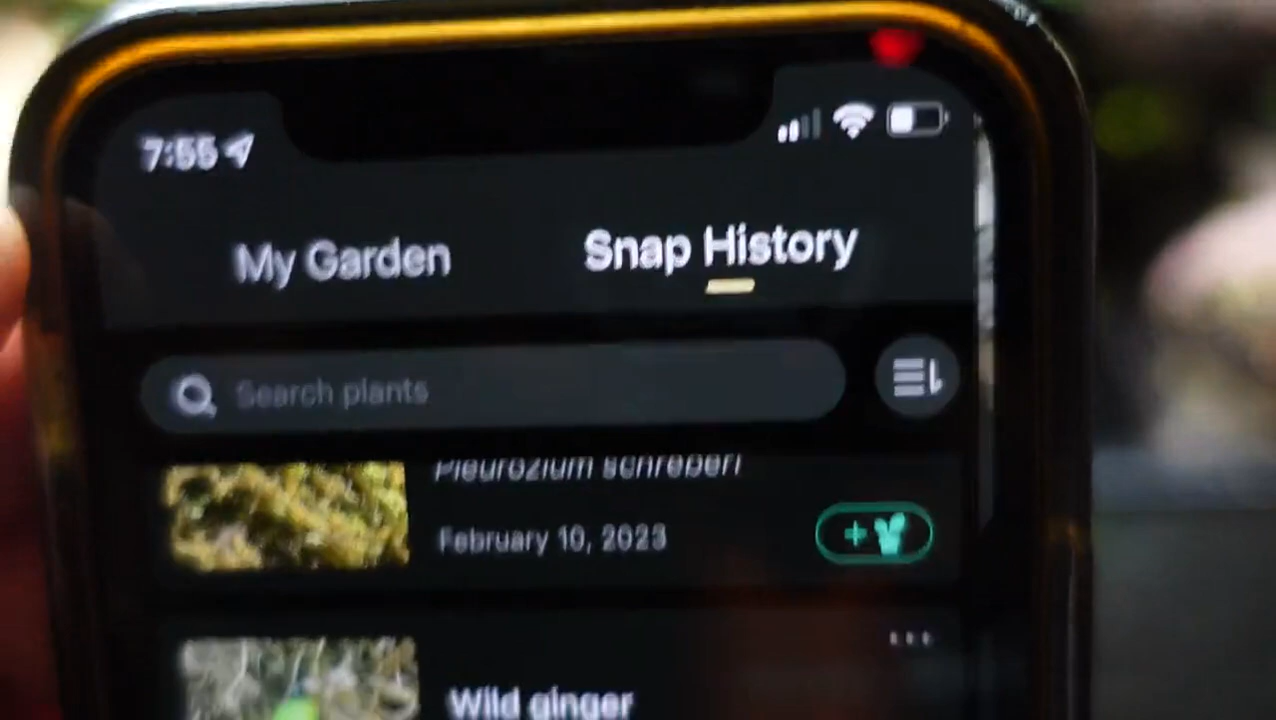 7:55
My Garden
Snap History
Search plants
Pleurozium schreberi
February 10, 2023
+
Wild ginger